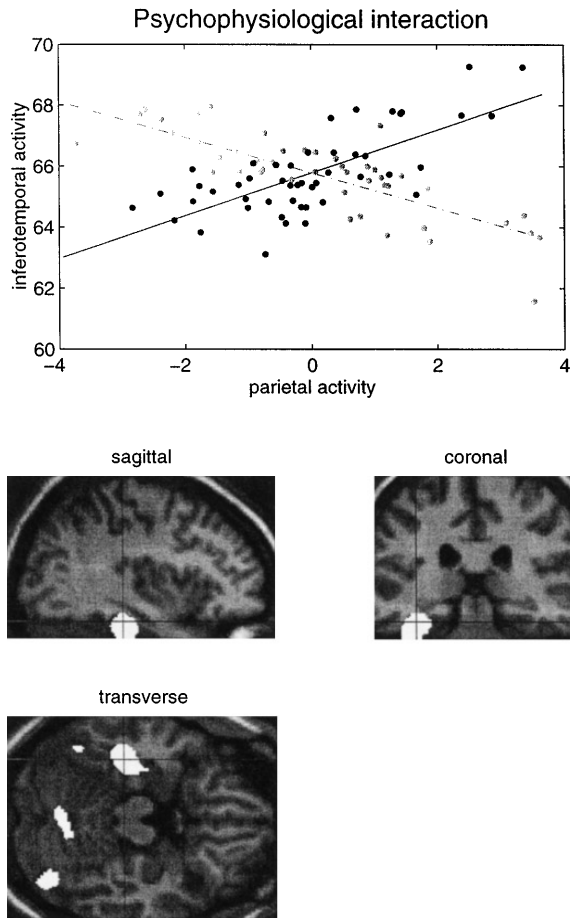 Psychophysiological interaction
70
68
66
64
62
60
inferotemporal activity
−4
−2
0
2
4
parietal activity
sagittal
coronal
transverse